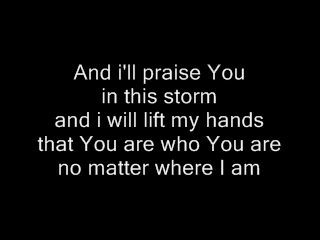 And i'll praise You
in this storm
and i will lift my hands
that You are who You are
no matter where I am